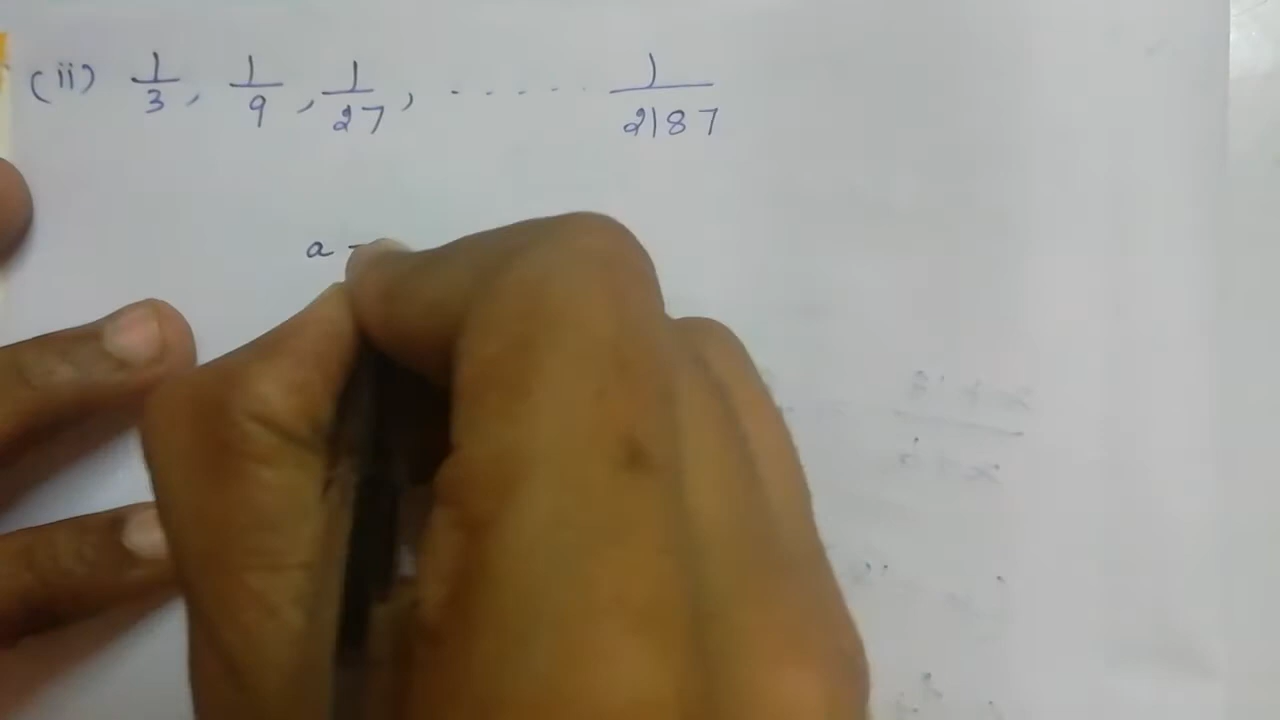 (ii) 1/3, 1/9, 1/27, ...... 1/2187
a -